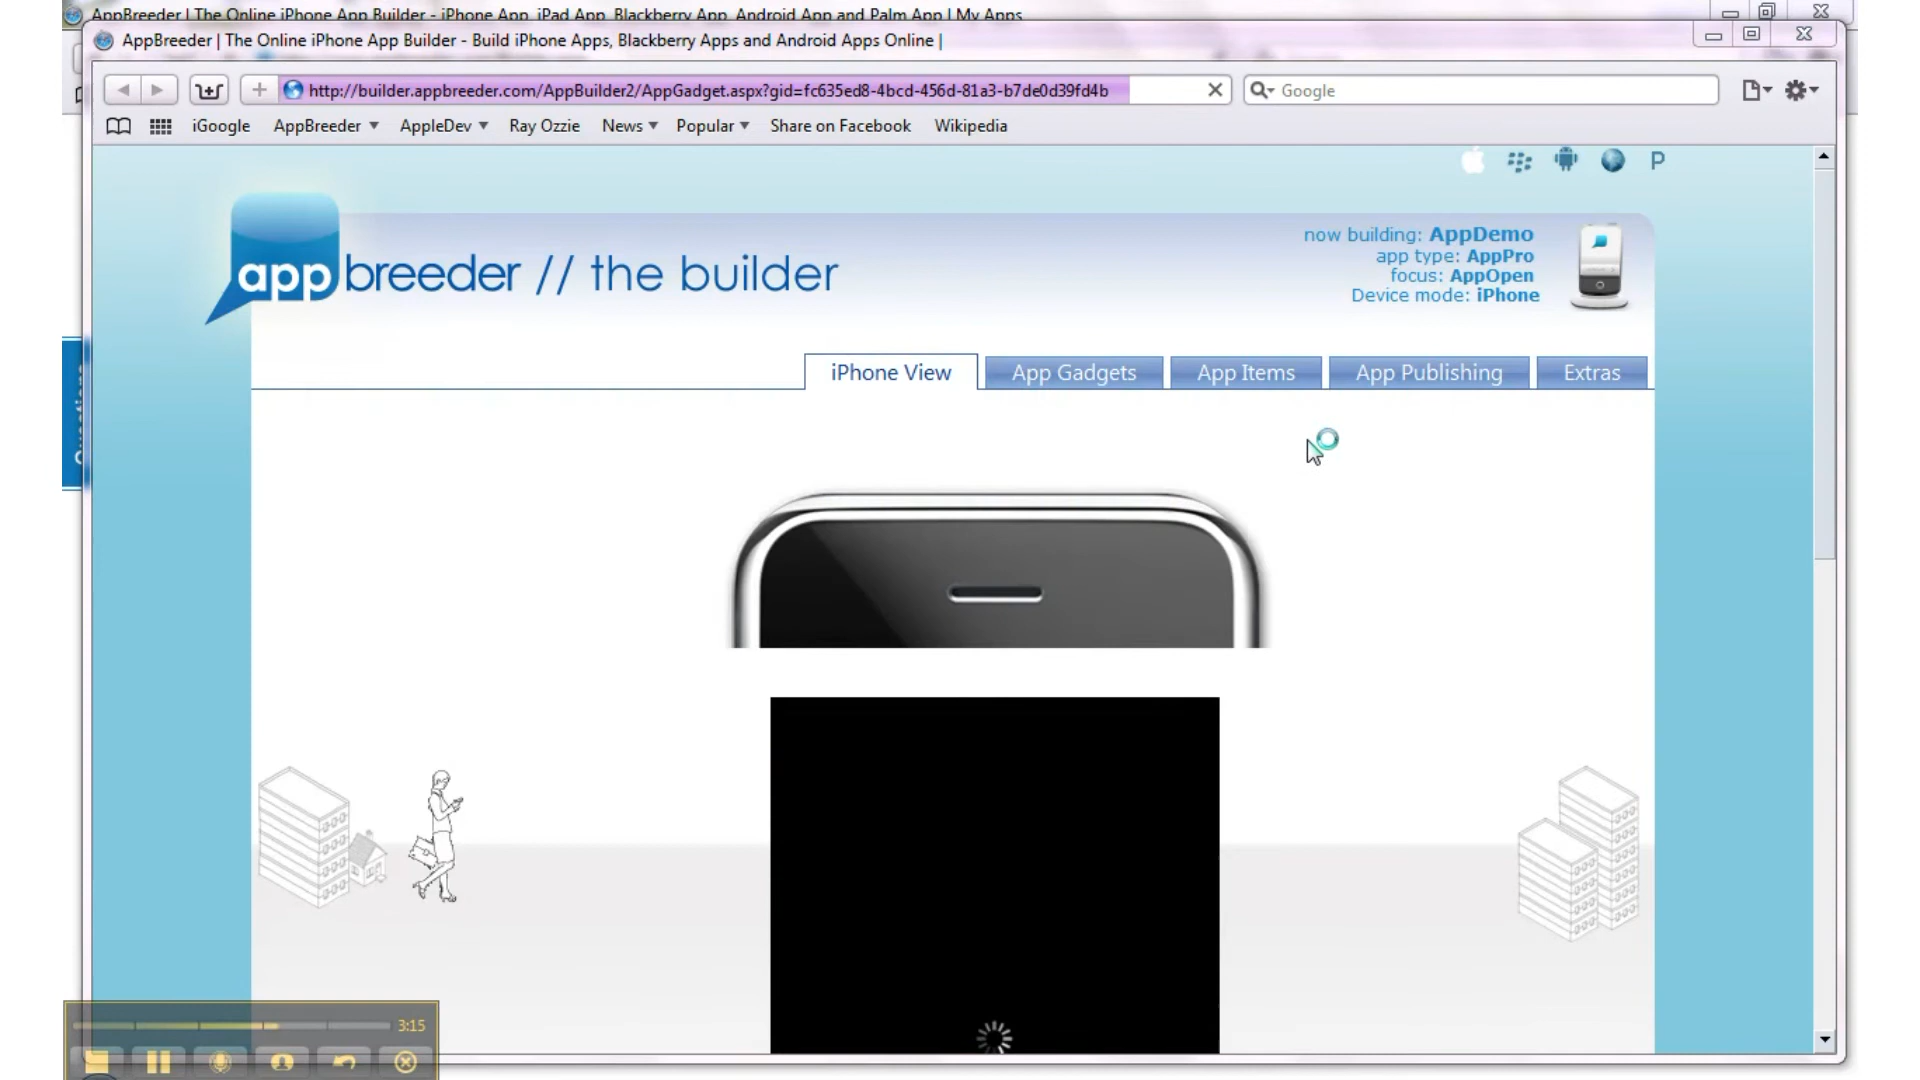 AppBreeder | The Online iPhone App Builder - iPhone App, iPad App, Blackberry App, Android App and Palm App | My Apps
AppBreeder | The Online iPhone App Builder - Build iPhone Apps, Blackberry Apps and Android Apps Online |
http://builder.appbreeder.com/AppBuilder2/AppGadget.aspx?gid=fc635ed8-4bcd-456d-81a3-b7de0d39fd4b
Google
iGoogle AppBreeder AppleDev Ray Ozzie News Popular Share on Facebook Wikipedia
P
app breeder // the builder
now building: AppDemo
app type: AppPro
focus: AppOpen
Device mode: iPhone
iPhone View App Gadgets App Items App Publishing Extras
3:15